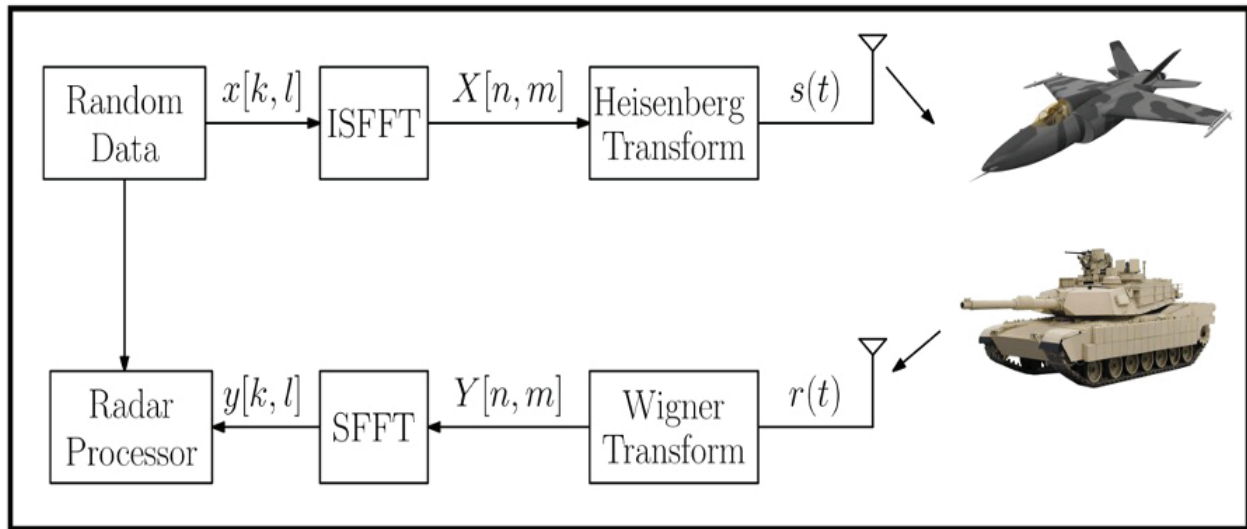 Random
Data
x[k, l]
ISFFT
X[n, m]
Heisenberg
Transform
s(t)
Radar
Processor
y[k, l]
SFFT
Y[n, m]
Wigner
Transform
r(t)